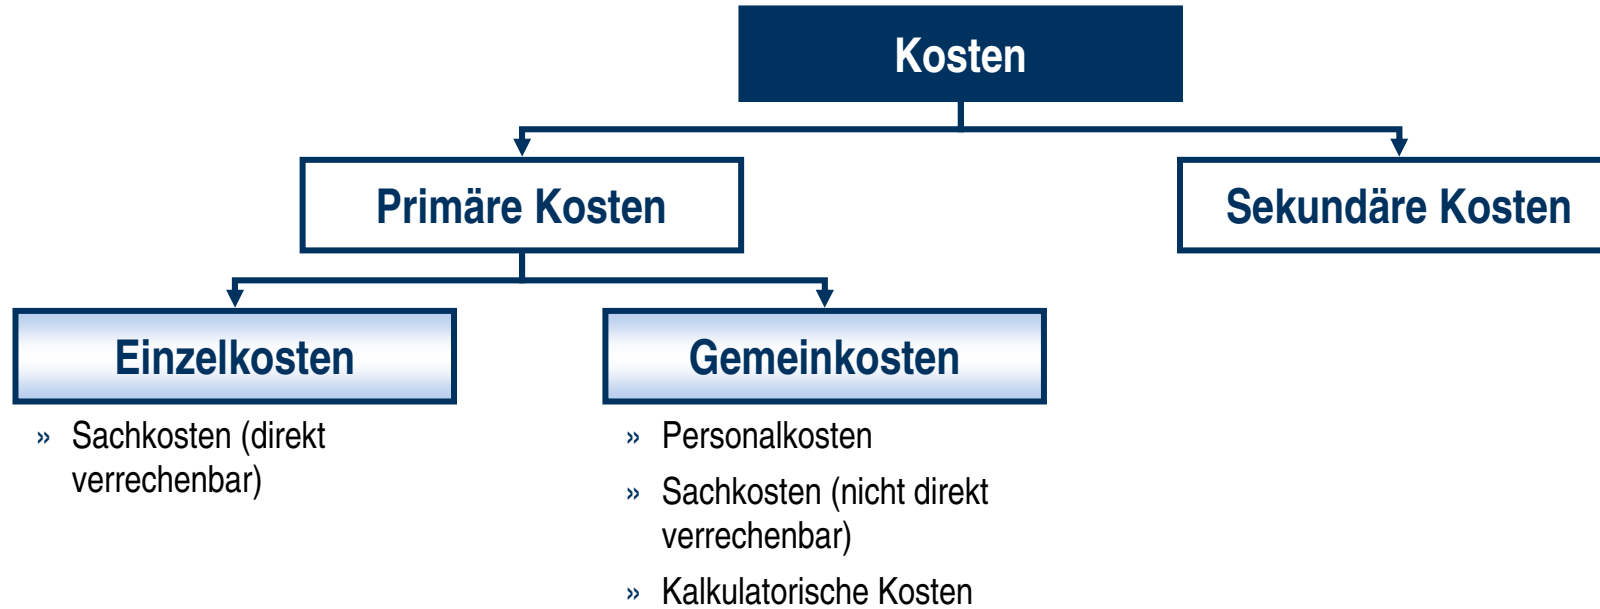 Kosten
Primäre Kosten
Sekundäre Kosten
Einzelkosten
Gemeinkosten
» Sachkosten (direkt
verrechenbar)
» Personalkosten
» Sachkosten (nicht direkt
verrechenbar)
» Kalkulatorische Kosten